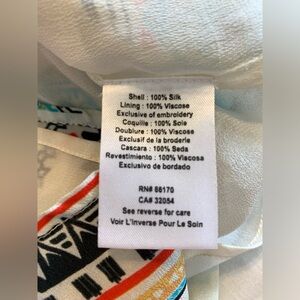 Shell : 100% Silk
Lining : 100% Viscose
Exclusive of embroidery
Coquille : 100% Soie
Doublure : 100% Viscose
Exclusif de la broderie
Cascara : 100% Seda
Revestimiento : 100% Viscosa
Exclusivo de bordado
RN# 66170
CA# 32054
See reverse for care
Voir L'Inverse Pour Le Soin